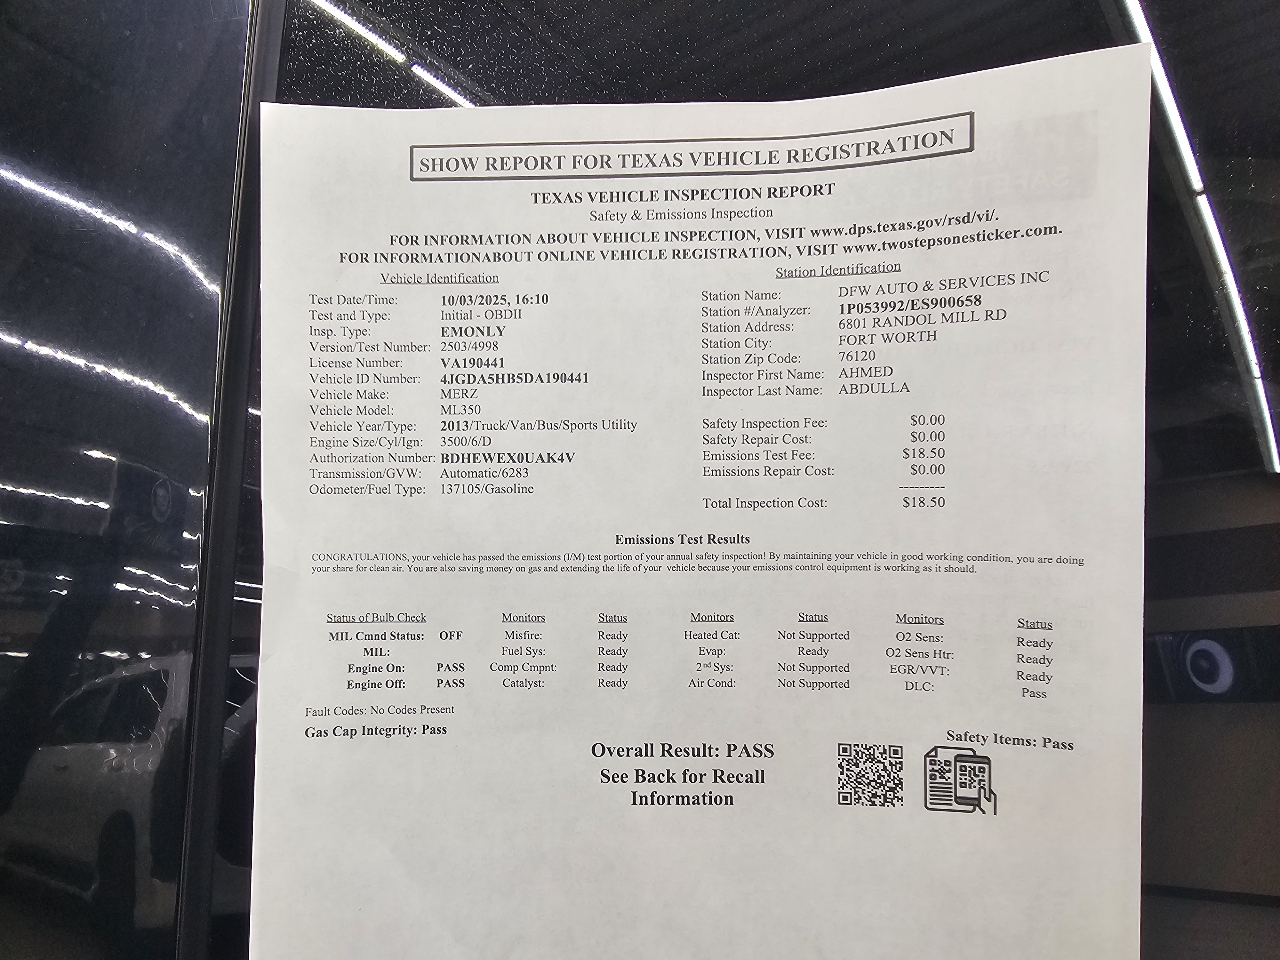 SHOW REPORT FOR TEXAS VEHICLE REGISTRATION
TEXAS VEHICLE INSPECTION REPORT
Safety & Emissions Inspection
FOR INFORMATION ABOUT VEHICLE INSPECTION, VISIT www.dps.texas.gov/rsd/vi/.
FOR INFORMATIONABOUT ONLINE VEHICLE REGISTRATION, VISIT www.twostepsonesticker.com.
Vehicle Identification
Test Date/Time: 10/03/2025, 16:10
Test and Type: Initial - OBDII
Insp. Type: EMONLY
Version/Test Number: 2503/4998
License Number: VA190441
Vehicle ID Number: 4JGDA5HB5DA190441
Vehicle Make: MERZ
Vehicle Model: ML350
Vehicle Year/Type: 2013/Truck/Van/Bus/Sports Utility
Engine Size/Cyl/Ign: 3500/6/D
Authorization Number: BDHEWEX0UAK4V
Transmission/GVW: Automatic/6283
Odometer/Fuel Type: 137105/Gasoline
Station Identification
Station Name: DFW AUTO & SERVICES INC
Station #/Analyzer: 1P053992/ES900658
Station Address: 6801 RANDOL MILL RD
Station City: FORT WORTH
Station Zip Code: 76120
Inspector First Name: AHMED
Inspector Last Name: ABDULLA
Safety Inspection Fee: $0.00
Safety Repair Cost: $0.00
Emissions Test Fee: $18.50
Emissions Repair Cost: $0.00
---------
Total Inspection Cost: $18.50
Emissions Test Results
CONGRATULATIONS, your vehicle has passed the emissions (I/M) test portion of your annual safety inspection! By maintaining your vehicle in good working condition, you are doing
your share for clean air. You are also saving money on gas and extending the life of your vehicle because your emissions control equipment is working as it should.
Status of Bulb Check Monitors Status Monitors Status Monitors Status
MIL Cmnd Status: OFF Misfire: Ready Heated Cat: Not Supported O2 Sens: Ready
MIL: Fuel Sys: Ready Evap: Ready O2 Sens Htr: Ready
Engine On: PASS Comp Cmpnt: Ready 2nd Sys: Not Supported EGR/VVT: Ready
Engine Off: PASS Catalyst: Ready Air Cond: Not Supported DLC: Pass
Fault Codes: No Codes Present
Gas Cap Integrity: Pass
Safety Items: Pass
Overall Result: PASS
See Back for Recall
Information